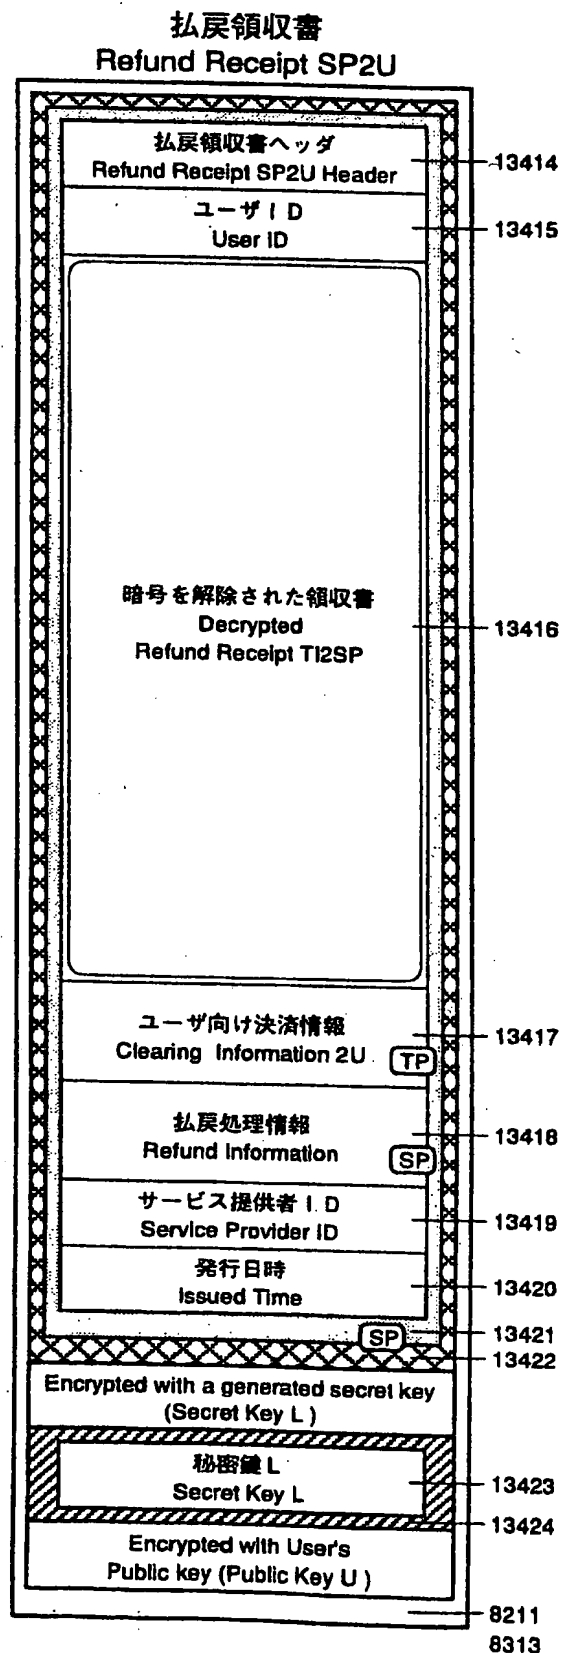 払戻領収書
Refund Receipt SP2U
払戻領収書ヘッダ
Refund Receipt SP2U Header
13414
ユーザID
User ID
13415
暗号を解除された領収書
Decrypted
Refund Receipt TI2SP
13416
ユーザ向け決済情報
Clearing Information 2U
TP
13417
払戻処理情報
Refund Information
SP
13418
サービス提供者ID
Service Provider ID
13419
発行日時
Issued Time
13420
SP
13421
13422
Encrypted with a generated secret key
(Secret Key L )
秘密鍵L
Secret Key L
13423
13424
Encrypted with User's
Public key (Public Key U )
8211
8313